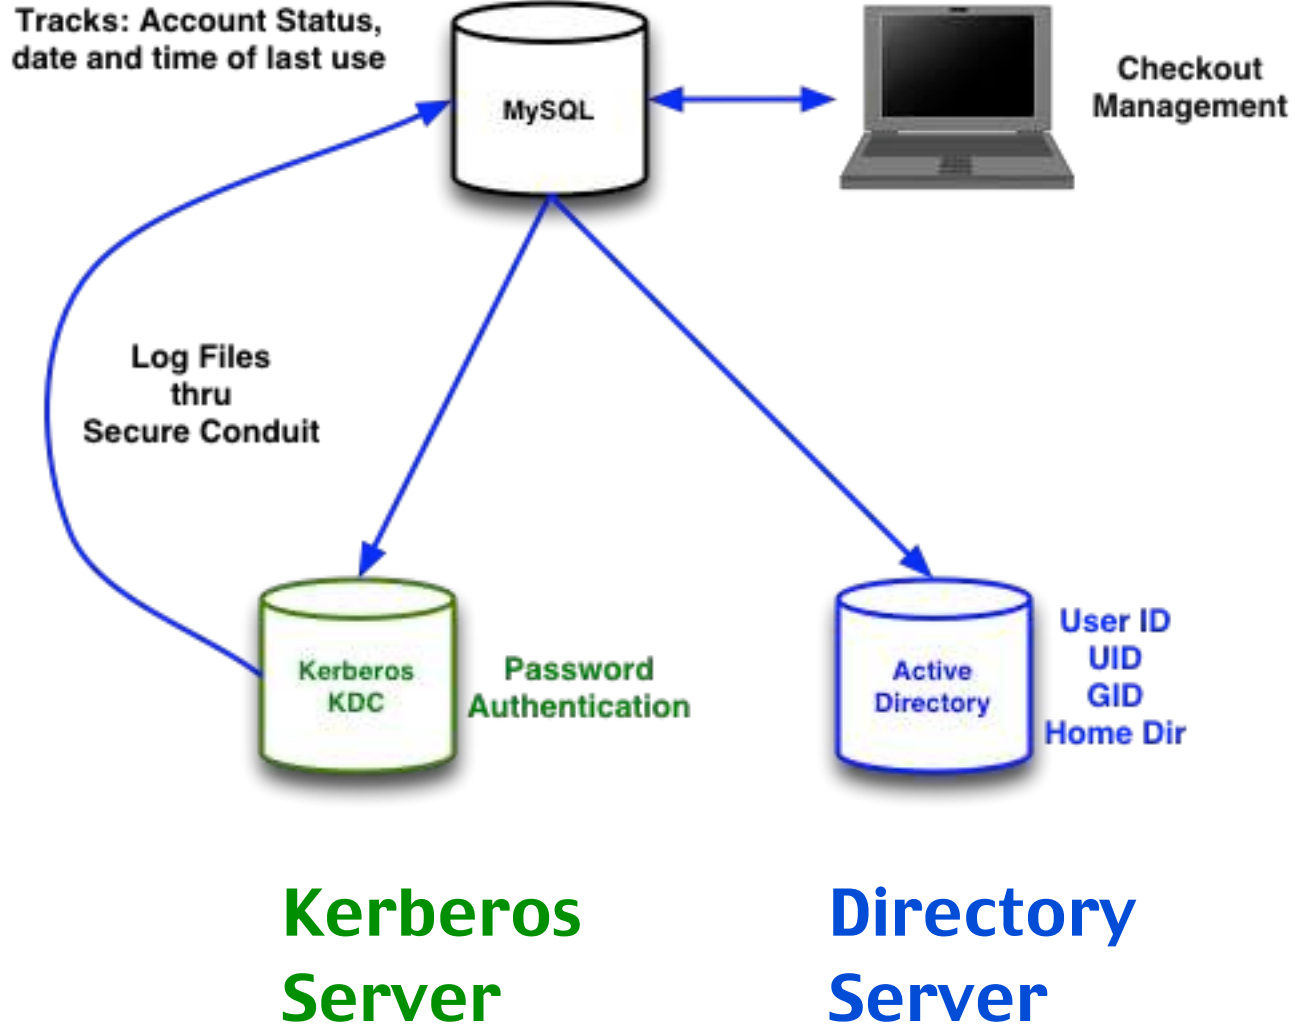 Tracks: Account Status,
date and time of last use
MySQL
Checkout
Management
Log Files
thru
Secure Conduit
Kerberos
KDC
Password
Authentication
Active
Directory
User ID
UID
GID
Home Dir
Kerberos
Server
Directory
Server